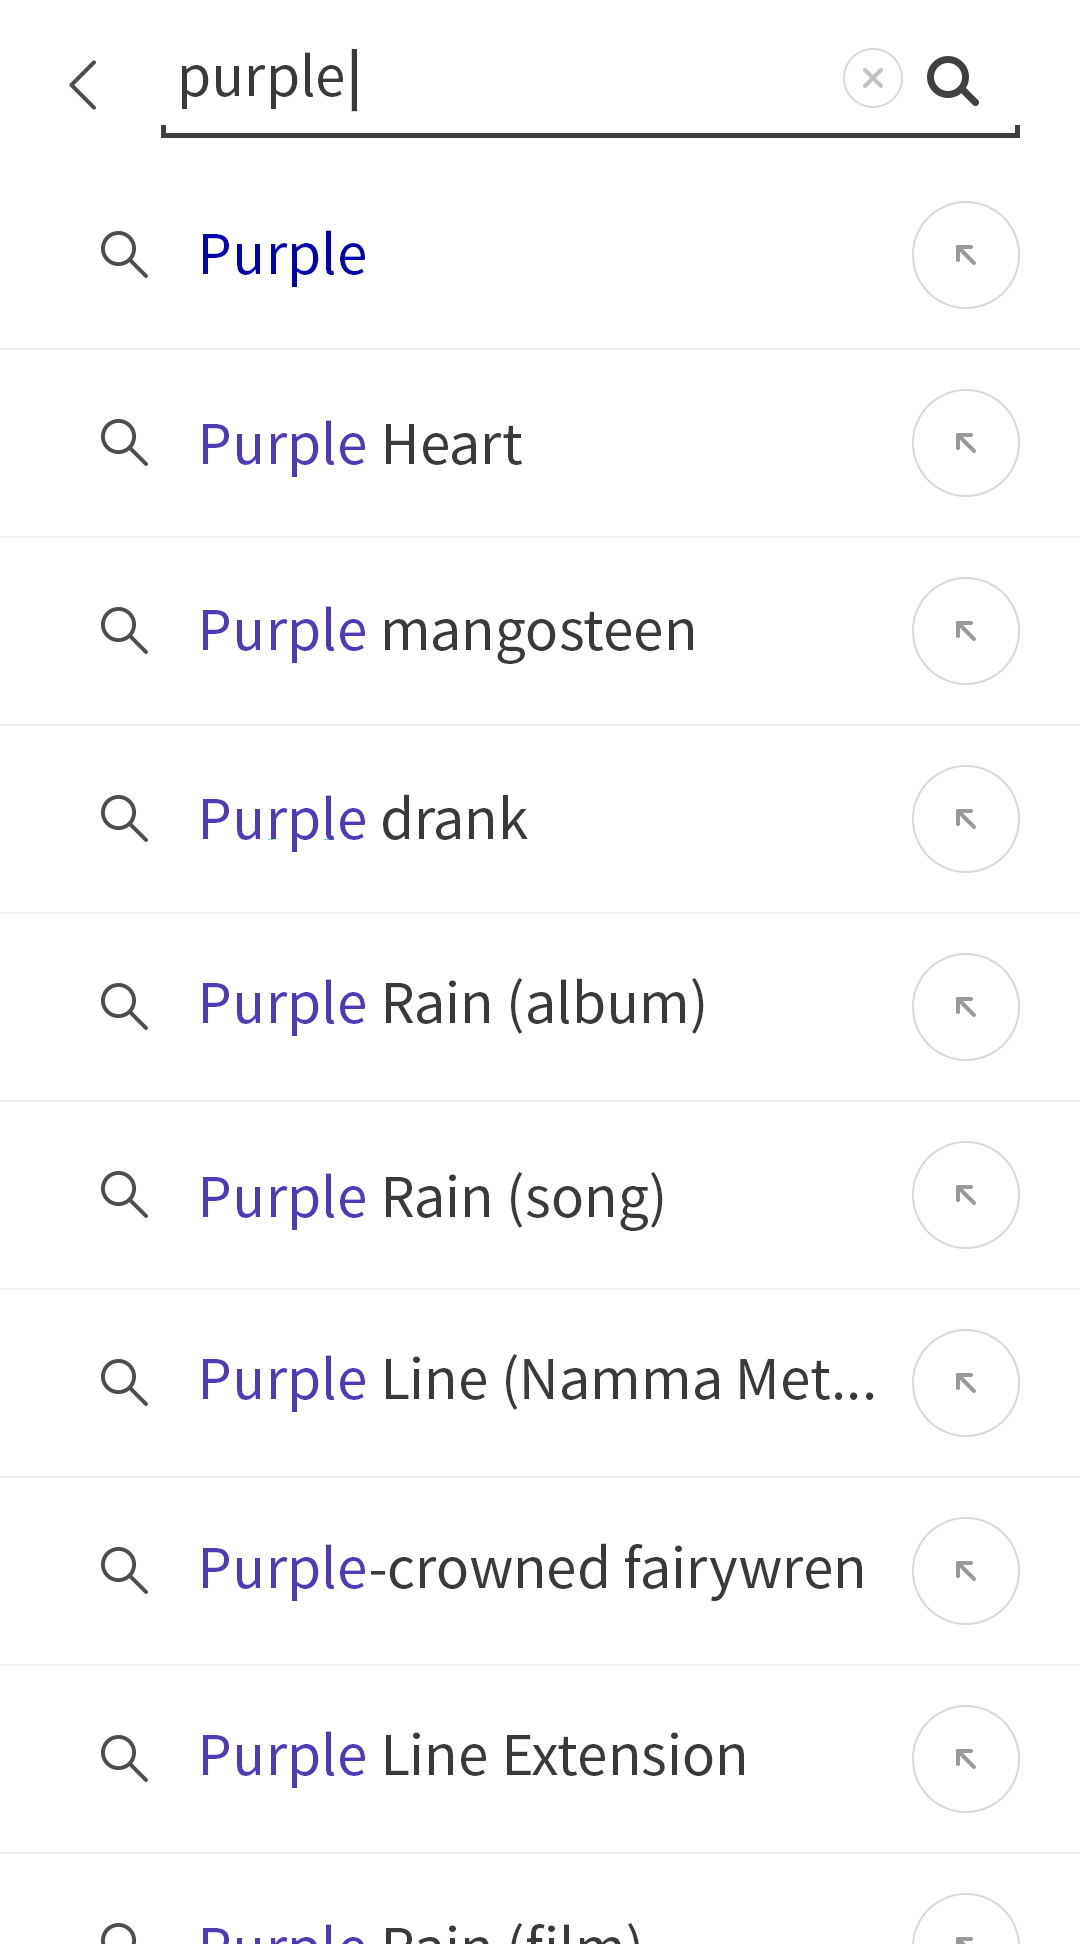 purple
Purple
Purple Heart
Purple mangosteen
Purple drank
Purple Rain (album)
Purple Rain (song)
Purple Line (Namma Met...
Purple-crowned fairywren
Purple Line Extension
Purple Rain (film)